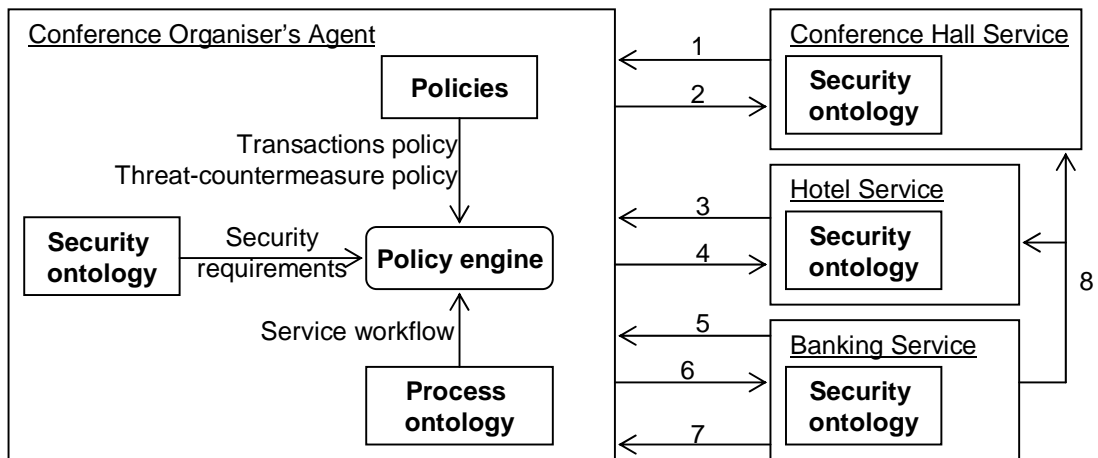 Conference Organiser's Agent
Policies
Transactions policy
Threat-countermeasure policy
Security
ontology
Security
requirements
Policy engine
Service workflow
Process
ontology
1
2
3
4
5
6
7
8
Conference Hall Service
Security
ontology
Hotel Service
Security
ontology
Banking Service
Security
ontology